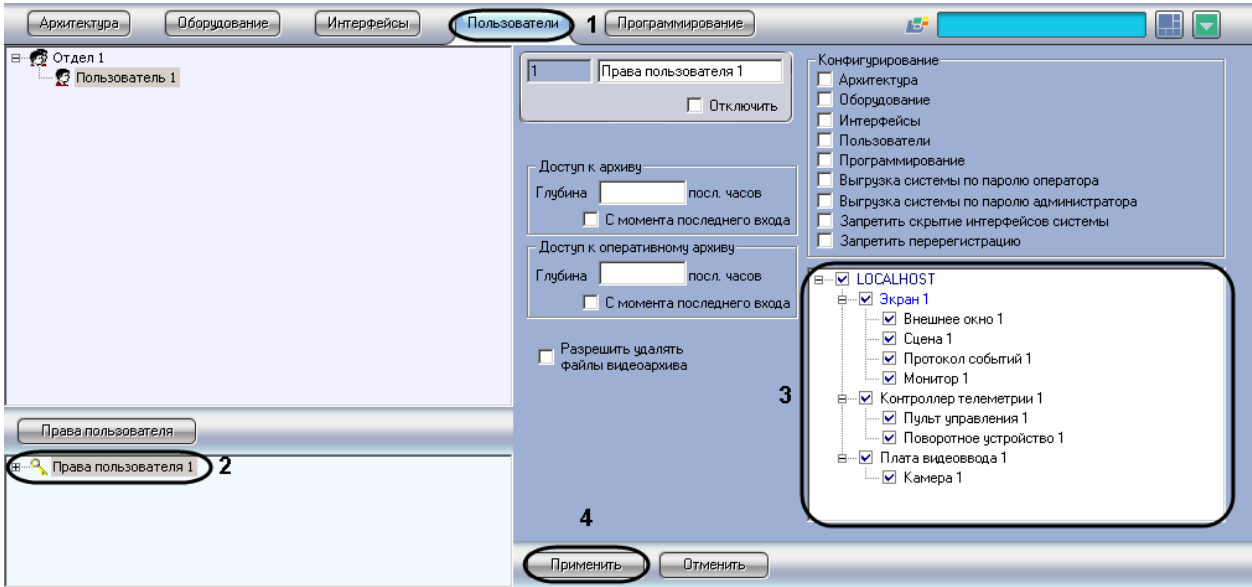 Архитектура
Оборудование
Интерфейсы
Пользователи
1
Программирование
Отдел 1
Пользователь 1
Права пользователя
Права пользователя 1
2
1
Права пользователя 1
Отключить
Доступ к архиву
Глубина посл. часов
С момента последнего входа
Доступ к оперативному архиву
Глубина посл. часов
С момента последнего входа
Разрешить удалять
файлы видеоархива
Конфигурирование
Архитектура
Оборудование
Интерфейсы
Пользователи
Программирование
Выгрузка системы по паролю оператора
Выгрузка системы по паролю администратора
Запретить скрытие интерфейсов системы
Запретить перерегистрацию
3
LOCALHOST
Экран 1
Внешнее окно 1
Сцена 1
Протокол событий 1
Монитор 1
Контроллер телеметрии 1
Пульт управления 1
Поворотное устройство 1
Плата видеоввода 1
Камера 1
4
Применить
Отменить